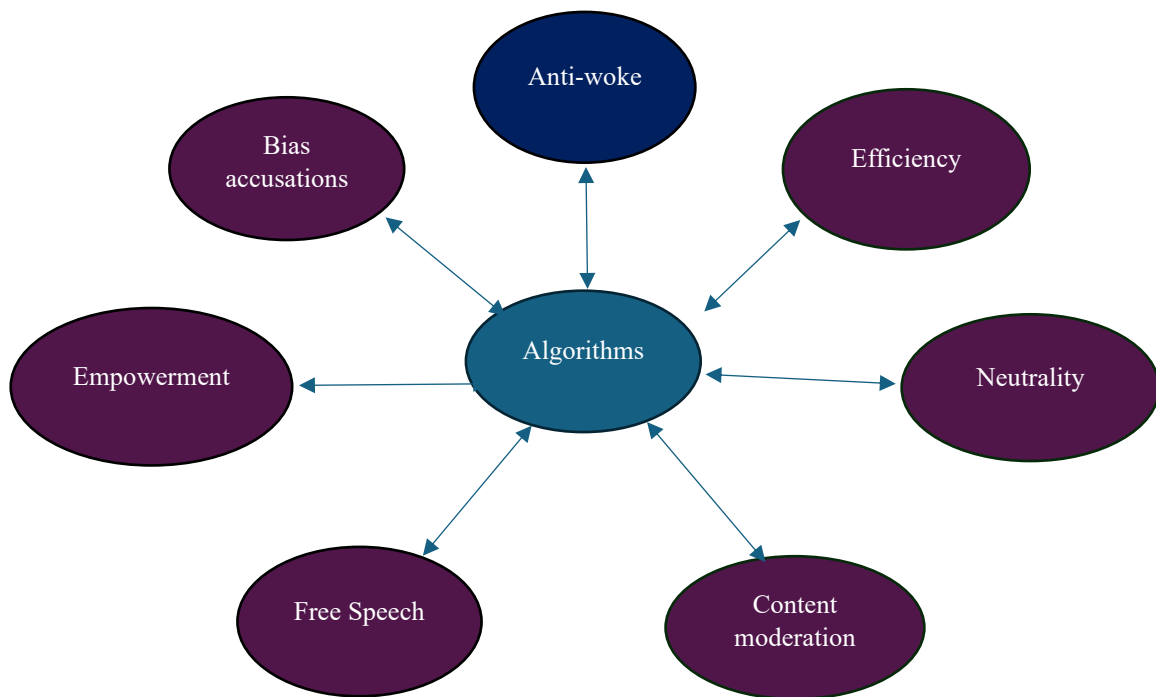 Anti-woke
Bias
accusations
Efficiency
Algorithms
Empowerment
Neutrality
Free Speech
Content
moderation